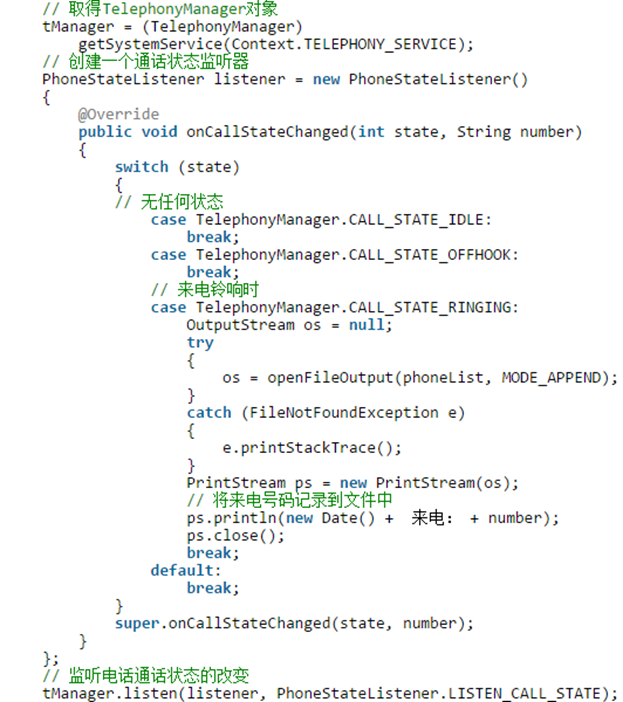 // 取得TelephonyManager对象
tManager = (TelephonyManager)
    getSystemService(Context.TELEPHONY_SERVICE);
// 创建一个通话状态监听器
PhoneStateListener listener = new PhoneStateListener()
{
    @Override
    public void onCallStateChanged(int state, String number)
    {
        switch (state)
        {
        // 无任何状态
            case TelephonyManager.CALL_STATE_IDLE:
                break;
            case TelephonyManager.CALL_STATE_OFFHOOK:
                break;
            // 来电铃响时
            case TelephonyManager.CALL_STATE_RINGING:
                OutputStream os = null;
                try
                {
                    os = openFileOutput(phoneList, MODE_APPEND);
                }
                catch (FileNotFoundException e)
                {
                    e.printStackTrace();
                }
                PrintStream ps = new PrintStream(os);
                // 将来电号码记录到文件中
                ps.println(new Date() +  来电： + number);
                ps.close();
                break;
            default:
                break;
        }
        super.onCallStateChanged(state, number);
    }
};
// 监听电话通话状态的改变
tManager.listen(listener, PhoneStateListener.LISTEN_CALL_STATE);